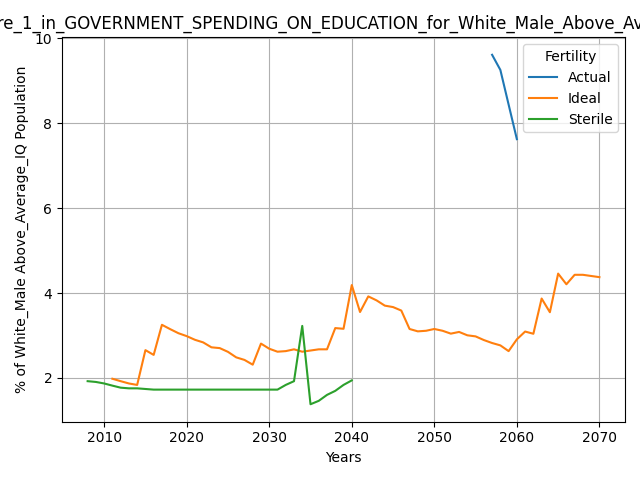 re_1_in_GOVERNMENT_SPENDING_ON_EDUCATION_for_White_Male_Above_Av
% of White_Male Above_Average_IQ Population
10
8
6
4
2
Fertility
Actual
Ideal
Sterile
2010 2020 2030 2040 2050 2060 2070
Years